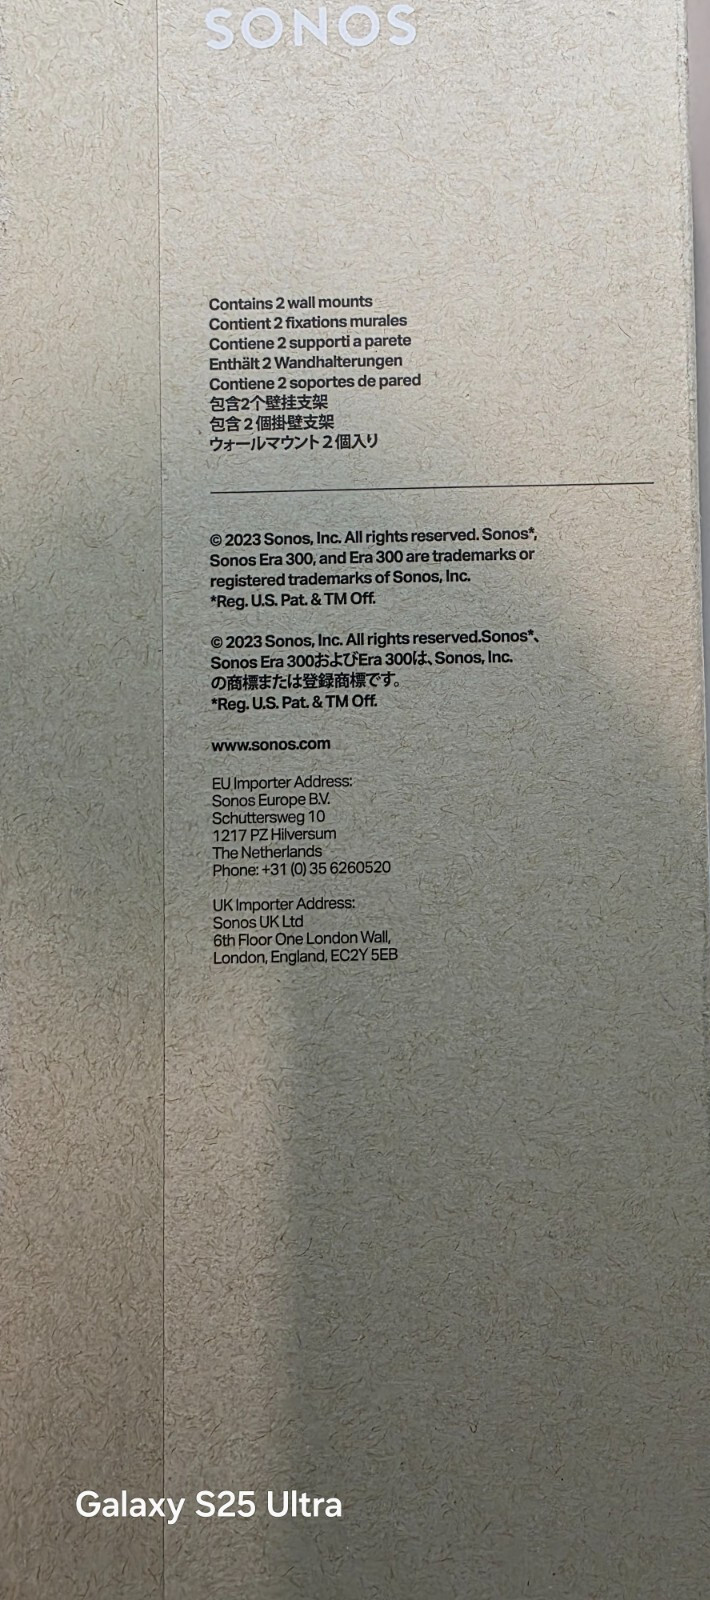 SONOS
Contains 2 wall mounts
Contient 2 fixations murales
Contiene 2 supporti a parete
Enthält 2 Wandhalterungen
Contiene 2 soportes de pared
包含2个壁挂支架
包含 2 個掛壁支架
ウォールマウント 2 個入り
© 2023 Sonos, Inc. All rights reserved. Sonos*,
Sonos Era 300, and Era 300 are trademarks or
registered trademarks of Sonos, Inc.
*Reg. U.S. Pat. & TM Off.
© 2023 Sonos, Inc. All rights reserved.Sonos*、
Sonos Era 300およびEra 300は、Sonos, Inc.
の商標または登録商標です。
*Reg. U.S. Pat. & TM Off.
www.sonos.com
EU Importer Address:
Sonos Europe B.V.
Schuttersweg 10
1217 PZ Hilversum
The Netherlands
Phone: +31 (0) 35 6260520
UK Importer Address:
Sonos UK Ltd
6th Floor One London Wall,
London, England, EC2Y 5EB
Galaxy S25 Ultra